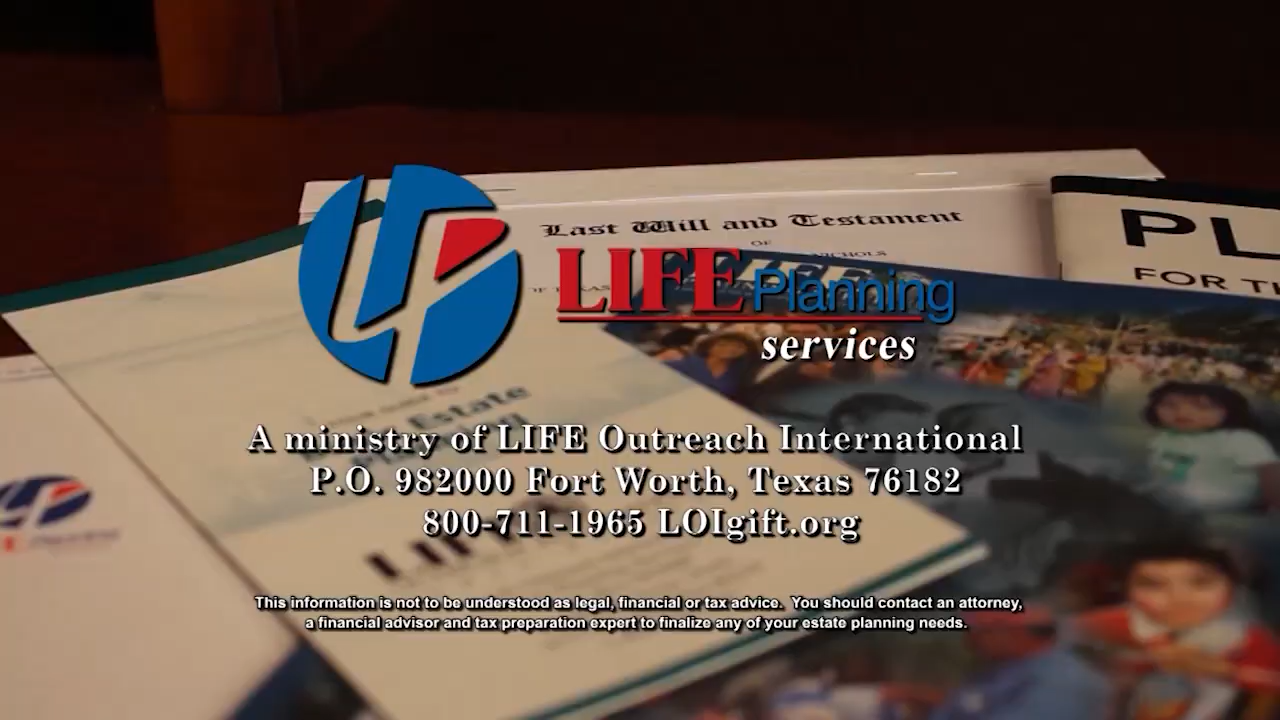 Last Will and Testament
OF
LIFE Planning
services
PL
FOR TH
Estate
A ministry of LIFE Outreach International
P.O. 982000 Fort Worth, Texas 76182
800-711-1965 LOIgift.org
This information is not to be understood as legal, financial or tax advice. You should contact an attorney,
a financial advisor and tax preparation expert to finalize any of your estate planning needs.